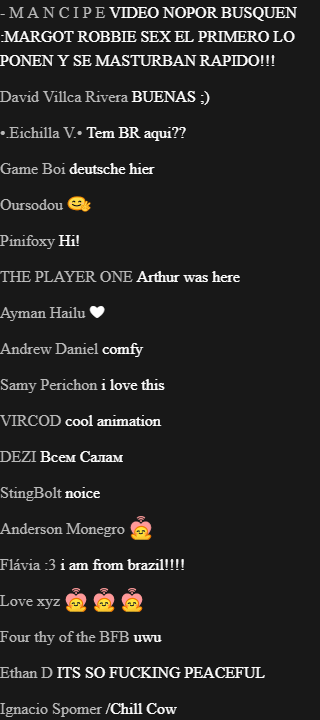 - M A N C I P E VIDEO NOPOR BUSQUEN
:MARGOT ROBBIE SEX EL PRIMERO LO
PONEN Y SE MASTURBAN RAPIDO!!!
David Villca Rivera BUENAS ;)
•.Eichilla V.• Tem BR aqui??
Game Boi deutsche hier
Oursodou
Pinifoxy Hi!
THE PLAYER ONE Arthur was here
Ayman Hailu
Andrew Daniel comfy
Samy Perichon i love this
VIRCOD cool animation
DEZI Всем Салам
StingBolt noice
Anderson Monegro
Flávia :3 i am from brazil!!!!
Love xyz
Four thy of the BFB uwu
Ethan D ITS SO FUCKING PEACEFUL
Ignacio Spomer /Chill Cow